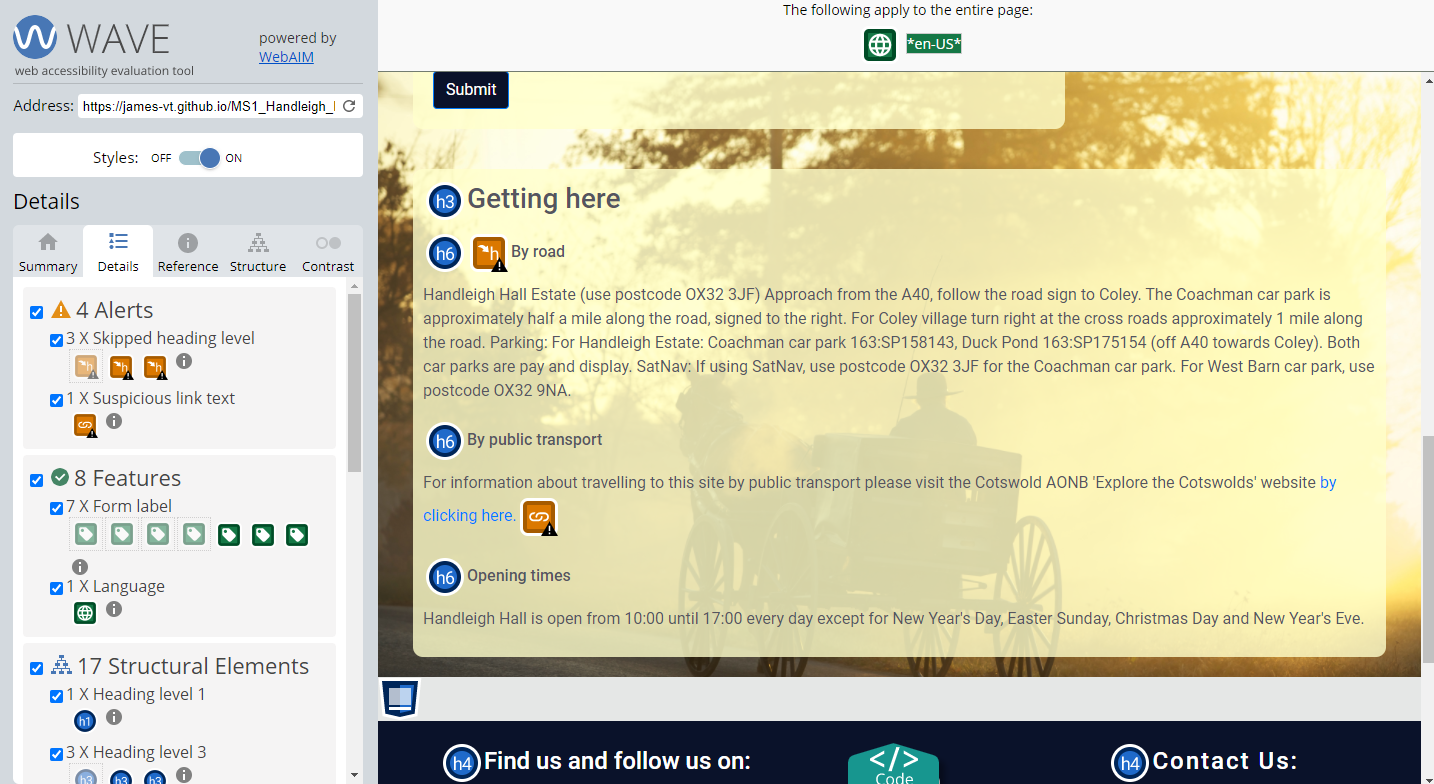 WAVE
web accessibility evaluation tool
powered by
WebAIM
Address:
https://james-vt.github.io/MS1_Handleigh_
Styles: OFF ON
Details
Summary Details Reference Structure Contrast
4 Alerts
3 X Skipped heading level
h h h
1 X Suspicious link text
8 Features
7 X Form label
1 X Language
17 Structural Elements
1 X Heading level 1
h1
3 X Heading level 3
h3 h3 h3
The following apply to the entire page:
*en-US*
Submit
h3 Getting here
h6 h By road
Handleigh Hall Estate (use postcode OX32 3JF) Approach from the A40, follow the road sign to Coley. The Coachman car park is
approximately half a mile along the road, signed to the right. For Coley village turn right at the cross roads approximately 1 mile along
the road. Parking: For Handleigh Estate: Coachman car park 163:SP158143, Duck Pond 163:SP175154 (off A40 towards Coley). Both
car parks are pay and display. SatNav: If using SatNav, use postcode OX32 3JF for the Coachman car park. For West Barn car park, use
postcode OX32 9NA.
h6 By public transport
For information about travelling to this site by public transport please visit the Cotswold AONB 'Explore the Cotswolds' website by
clicking here.
h6 Opening times
Handleigh Hall is open from 10:00 until 17:00 every day except for New Year's Day, Easter Sunday, Christmas Day and New Year's Eve.
h4 Find us and follow us on:
</>
Code
h4 Contact Us: